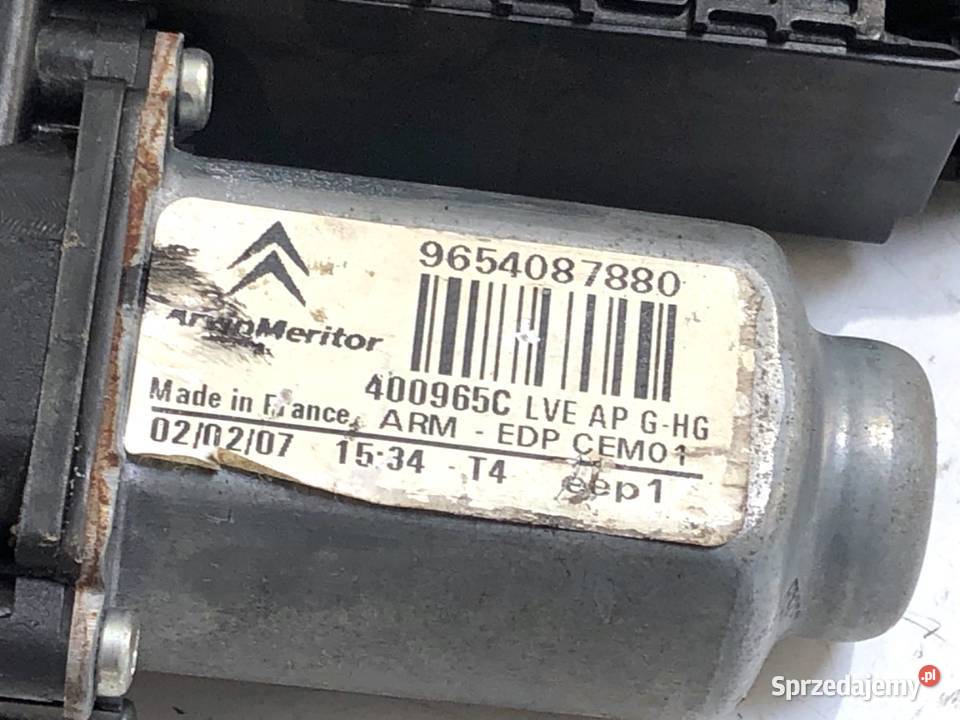 9654087880
ArvinMeritor
400965C LVE AP G-HG
Made in France, ARM - EDP CEM01
02/02/07 15:34 - T4 eep1
Sprzedajemy.pl